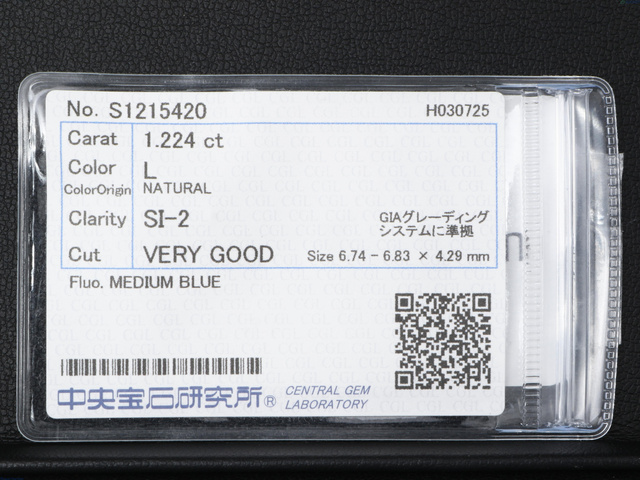 No. S1215420 H030725
Carat 1.224 ct
Color L
ColorOrigin NATURAL
Clarity SI-2 GIAグレーディング
システムに準拠
Cut VERY GOOD Size 6.74 - 6.83 × 4.29 mm
Fluo. MEDIUM BLUE
中央宝石研究所® CENTRAL GEM
LABORATORY